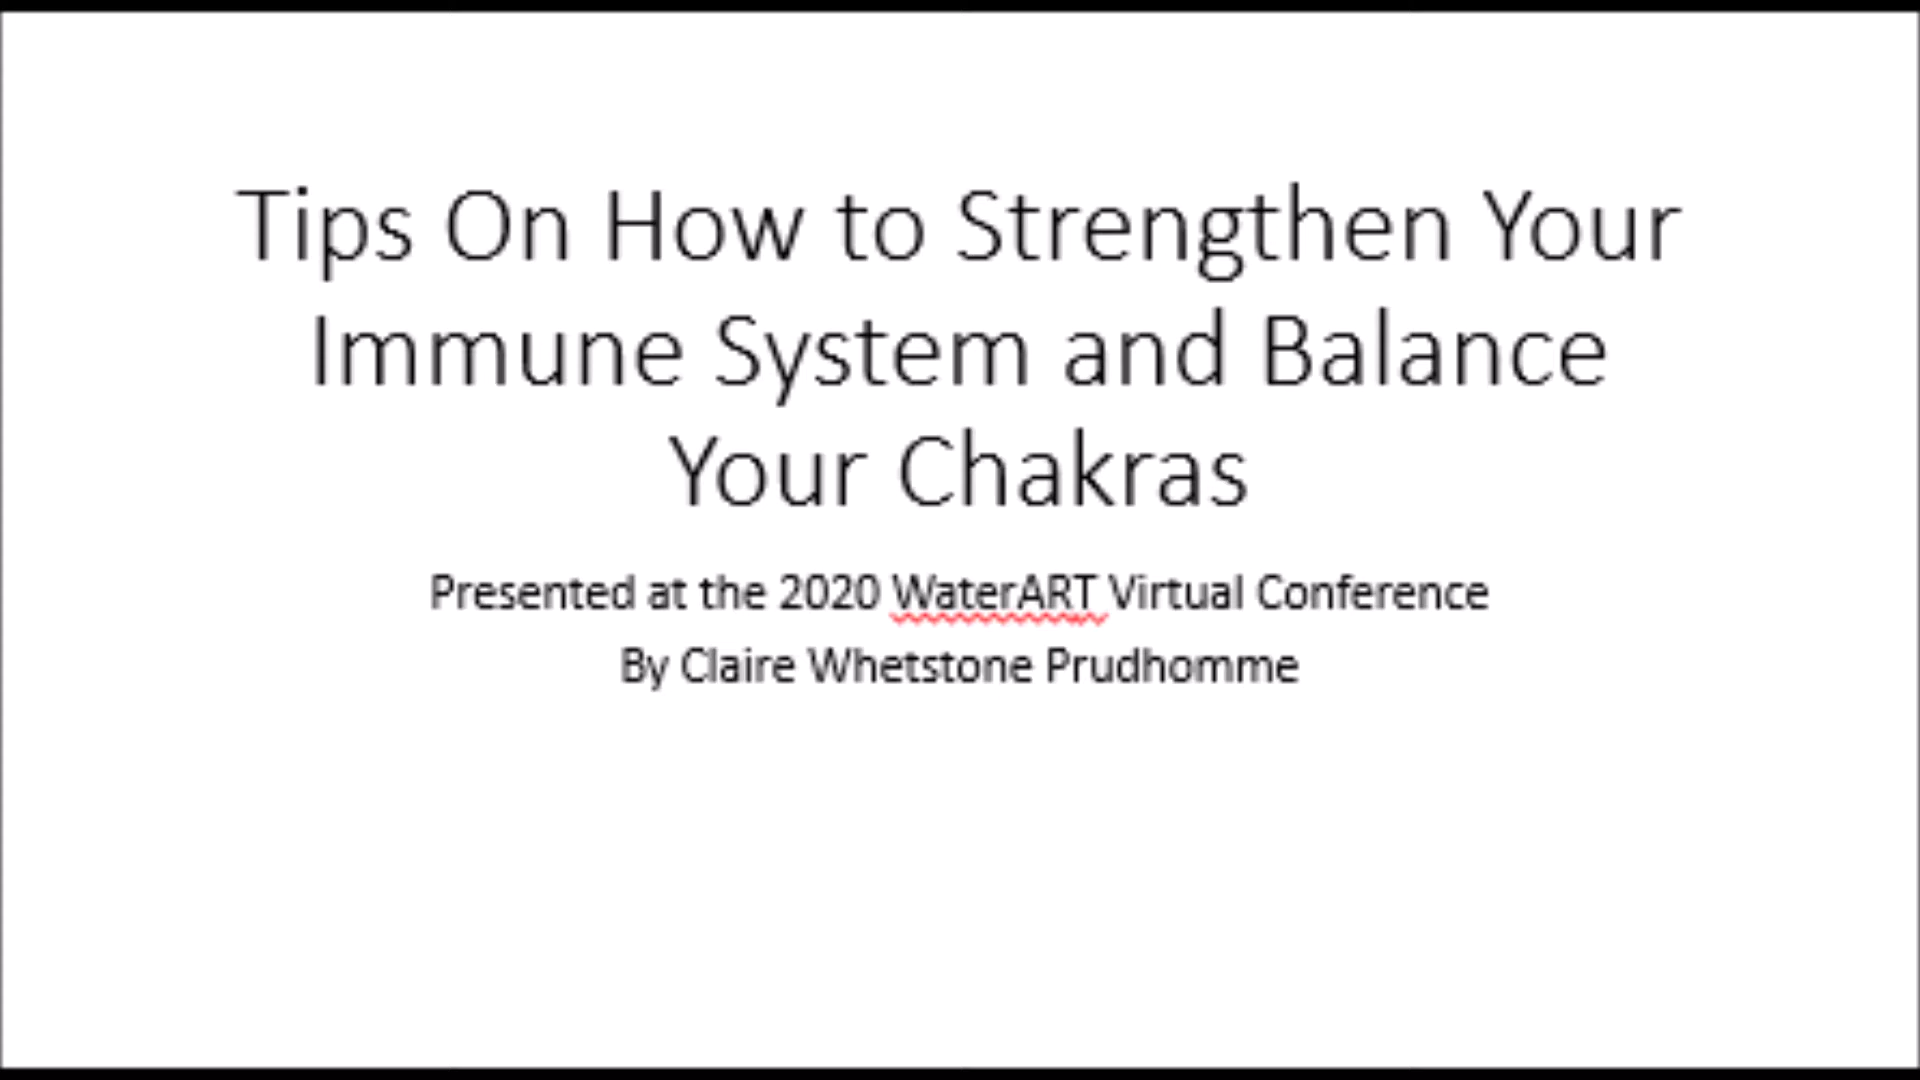 Tips On How to Strengthen Your
Immune System and Balance
Your Chakras
Presented at the 2020 WaterART Virtual Conference
By Claire Whetstone Prudhomme